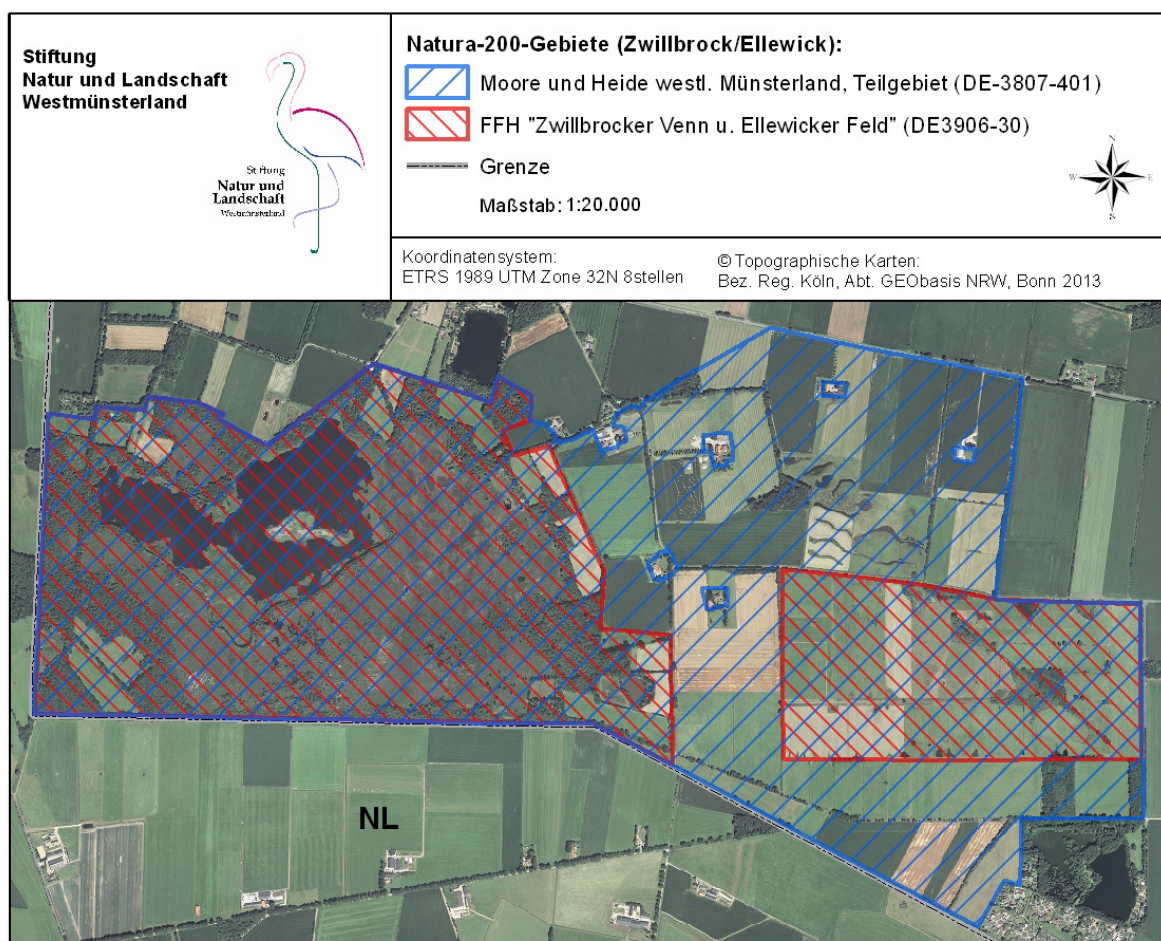 Stiftung
Natur und Landschaft
Westmünsterland
Stiftung
Natur und
Landschaft
Westmünsterland
Natura-200-Gebiete (Zwillbrock/Ellewick):
Moore und Heide westl. Münsterland, Teilgebiet (DE-3807-401)
FFH "Zwillbrocker Venn u. Ellewicker Feld" (DE3906-30)
Grenze
Maßstab: 1:20.000
N
W E
S
Koordinatensystem:
ETRS 1989 UTM Zone 32N 8stellen
© Topographische Karten:
Bez. Reg. Köln, Abt. GEObasis NRW, Bonn 2013
NL